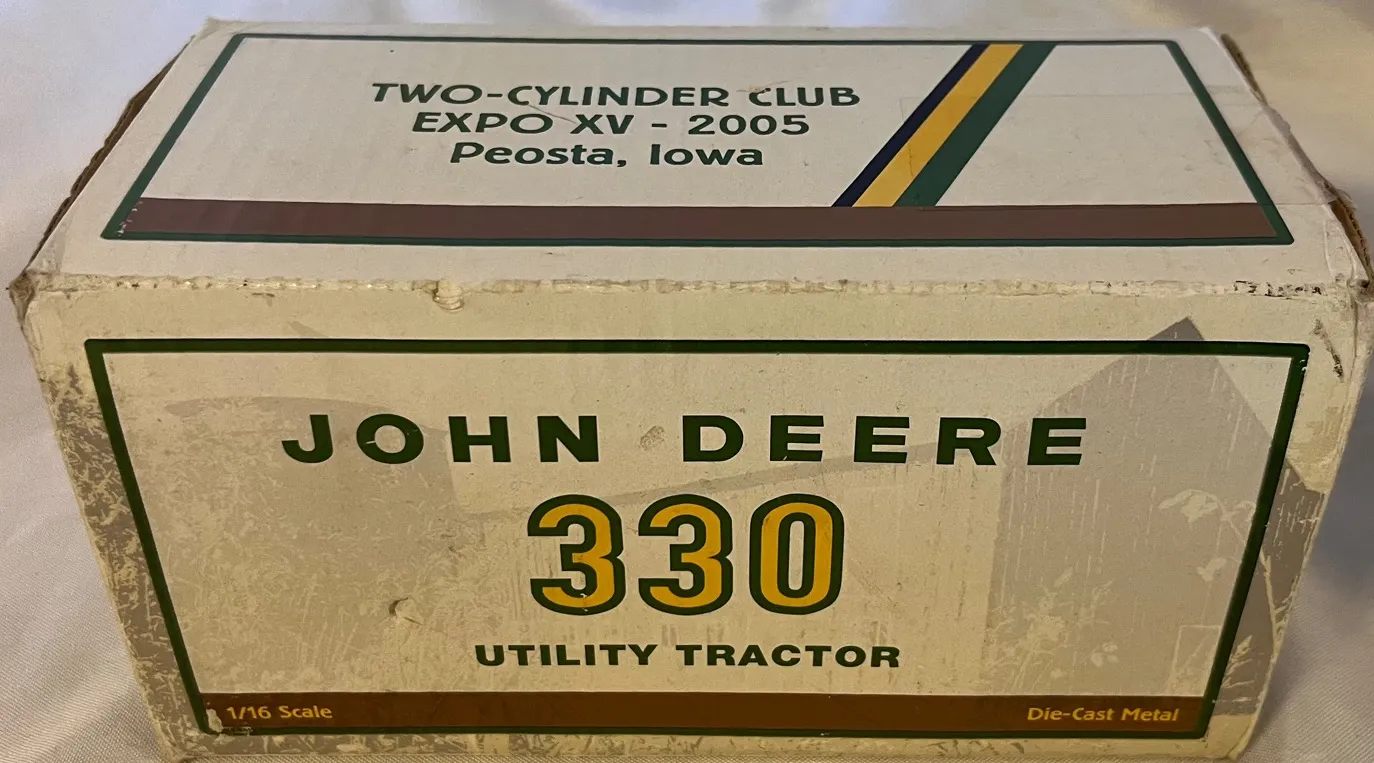 TWO-CYLINDER CLUB
EXPO XV - 2005
Peosta, Iowa
JOHN DEERE
330
UTILITY TRACTOR
1/16 Scale
Die-Cast Metal